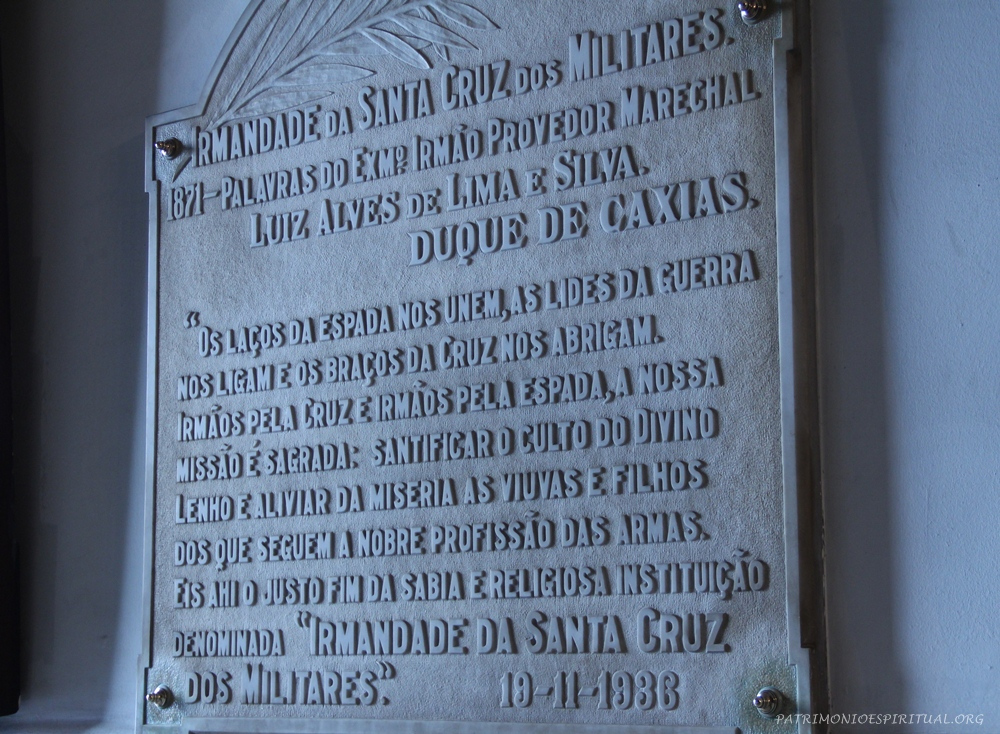 IRMANDADE DA SANTA CRUZ DOS MILITARES.
1871-PALAVRAS DO EXMº IRMÃO PROVEDOR MARECHAL
LUIZ ALVES DE LIMA E SILVA.
DUQUE DE CAXIAS.
"OS LAÇOS DA ESPADA NOS UNEM, AS LIDES DA GUERRA
NOS LIGAM E OS BRAÇOS DA CRUZ NOS ABRIGAM.
IRMÃOS PELA CRUZ E IRMÃOS PELA ESPADA, A NOSSA
MISSÃO É SAGRADA: SANTIFICAR O CULTO DO DIVINO
LENHO E ALIVIAR DA MISERIA AS VIUVAS E FILHOS
DOS QUE SEGUEM A NOBRE PROFISSÃO DAS ARMAS.
EIS AHI O JUSTO FIM DA SABIA E RELIGIOSA INSTITUIÇÃO
DENOMINADA "IRMANDADE DA SANTA CRUZ
DOS MILITARES."
19-11-1936
PATRIMONIOESPIRITUAL.ORG